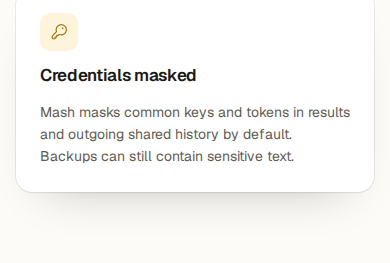 Credentials masked
Mash masks common keys and tokens in results
and outgoing shared history by default.
Backups can still contain sensitive text.